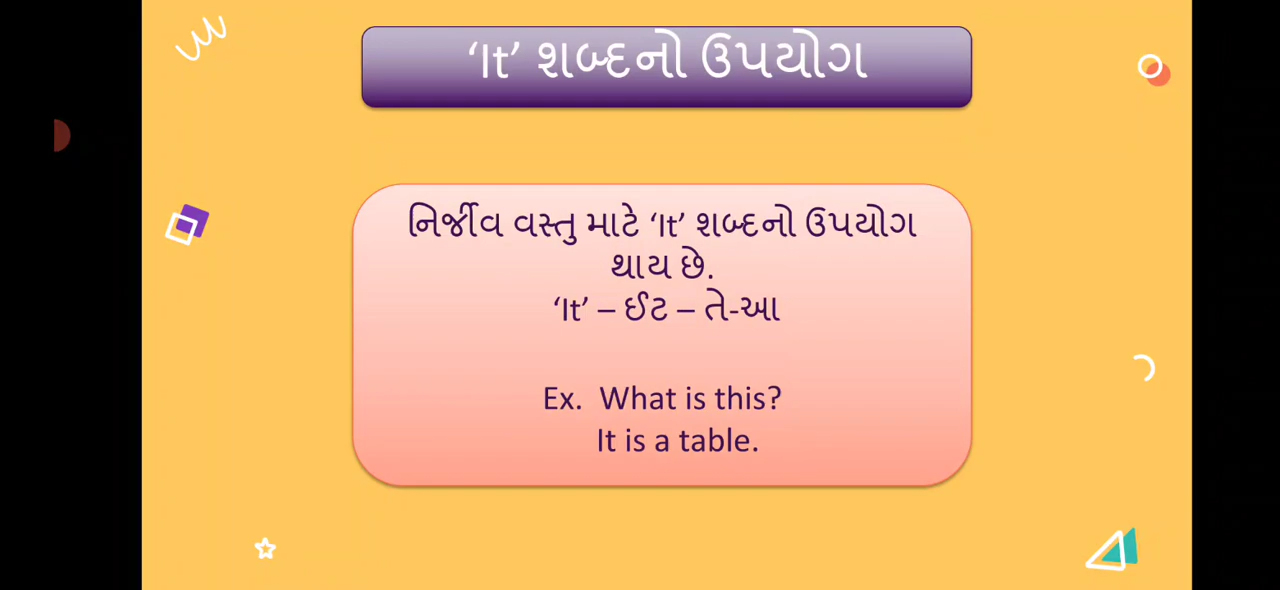 ‘It’ શબ્દનો ઉપયોગ
નિર્જીવ વસ્તુ માટે ‘It’ શબ્દનો ઉપયોગ
થાય છે.
‘It’ – ઈટ – તે-આ
Ex. What is this?
It is a table.